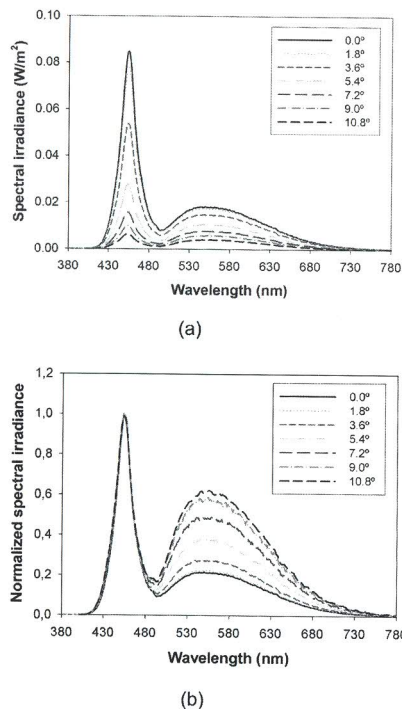 Spectral irradiance (W/m²)
0.10
0.08
0.06
0.04
0.02
0.00
380 430 480 530 580 630 680 730 780
Wavelength (nm)
0.0º
1.8º
3.6º
5.4º
7.2º
9.0º
10.8º
(a)
Normalized spectral irradiance
1,2
1,0
0,8
0,6
0,4
0,2
0,0
380 430 480 530 580 630 680 730 780
Wavelength (nm)
0.0º
1.8º
3.6º
5.4º
7.2º
9.0º
10.8º
(b)